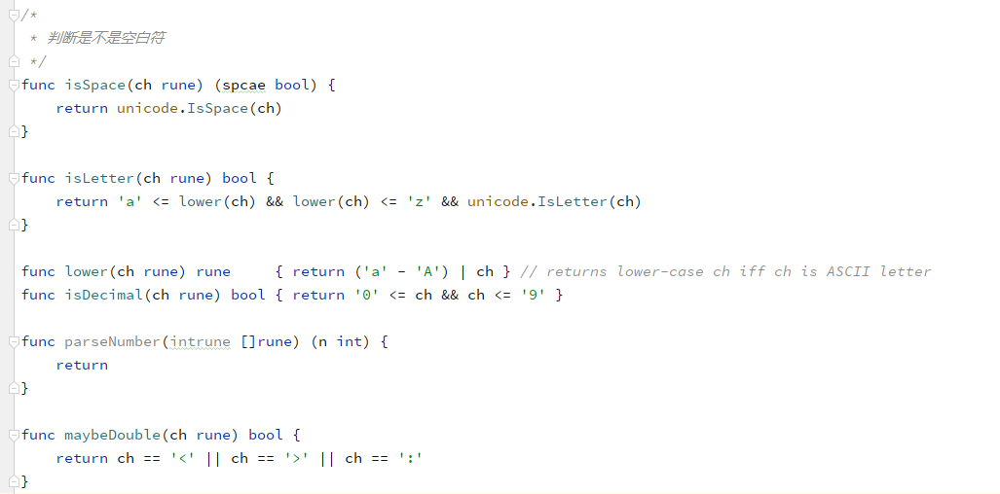 /*
 * 判断是不是空白符
 */
func isSpace(ch rune) (spcae bool) {
    return unicode.IsSpace(ch)
}

func isLetter(ch rune) bool {
    return 'a' <= lower(ch) && lower(ch) <= 'z' && unicode.IsLetter(ch)
}

func lower(ch rune) rune     { return ('a' - 'A') | ch } // returns lower-case ch iff ch is ASCII letter
func isDecimal(ch rune) bool { return '0' <= ch && ch <= '9' }

func parseNumber(intrune []rune) (n int) {
    return
}

func maybeDouble(ch rune) bool {
    return ch == '<' || ch == '>' || ch == ':'
}